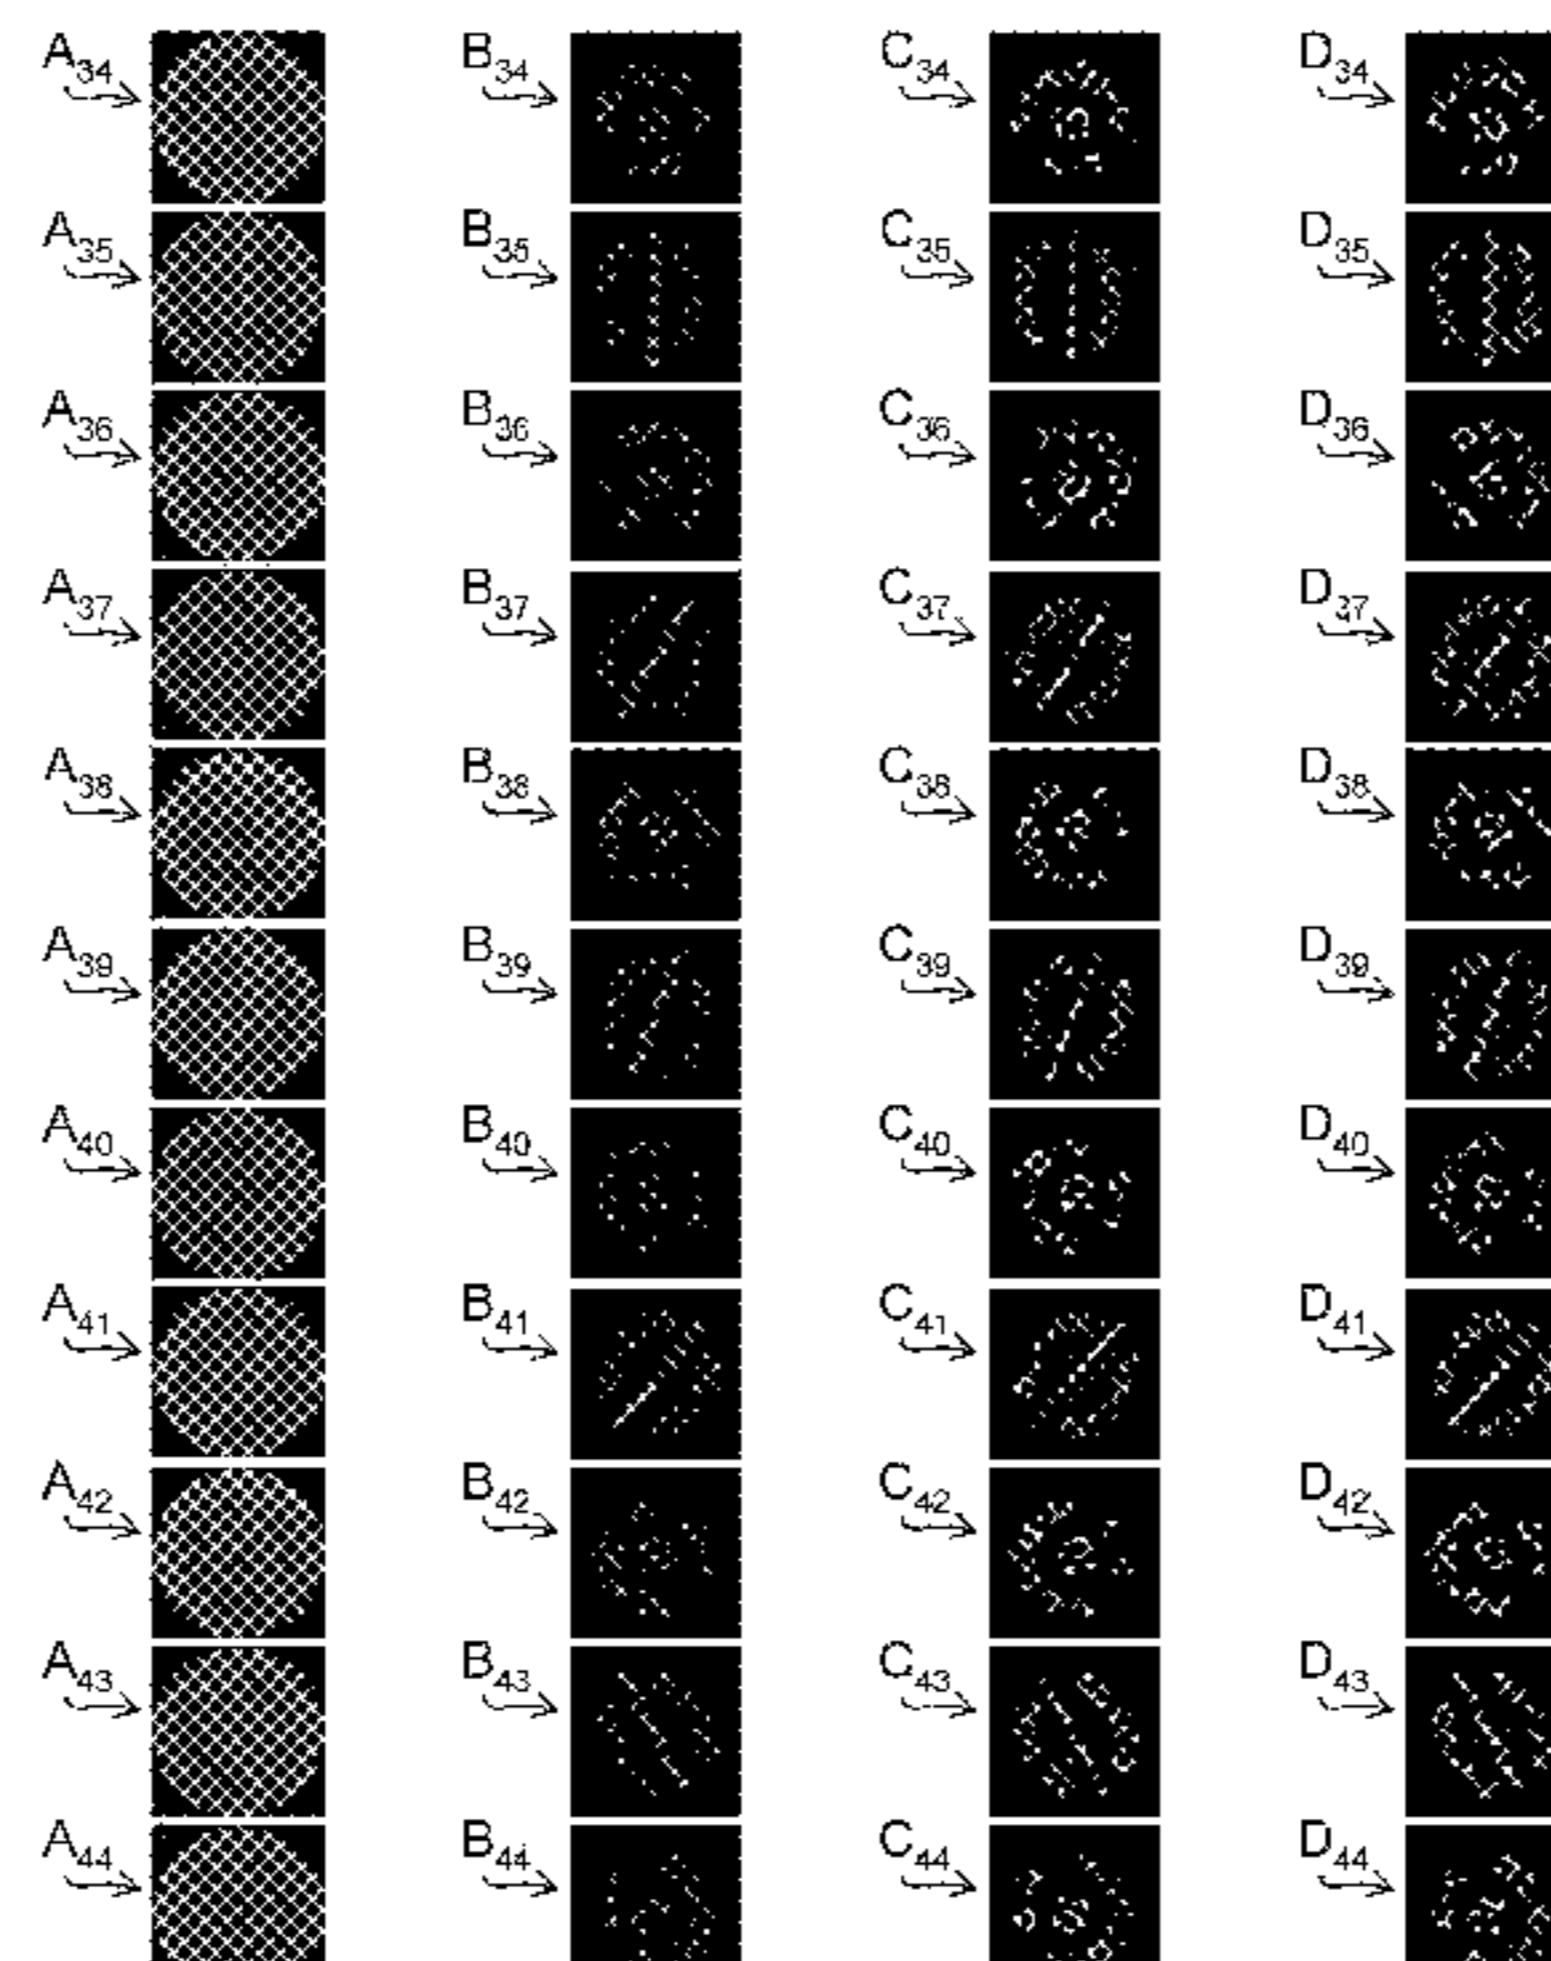 A34 B34 C34 D34
A35 B35 C35 D35
A36 B36 C36 D36
A37 B37 C37 D37
A38 B38 C38 D38
A39 B39 C39 D39
A40 B40 C40 D40
A41 B41 C41 D41
A42 B42 C42 D42
A43 B43 C43 D43
A44 B44 C44 D44